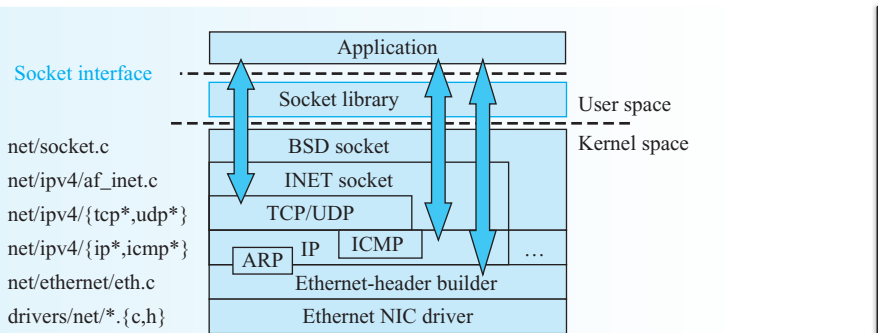 Application
Socket interface
Socket library
User space
net/socket.c
BSD socket
Kernel space
net/ipv4/af_inet.c
INET socket
net/ipv4/{tcp*,udp*}
TCP/UDP
net/ipv4/{ip*,icmp*}
ARP
IP
ICMP
...
net/ethernet/eth.c
Ethernet-header builder
drivers/net/*.{c,h}
Ethernet NIC driver